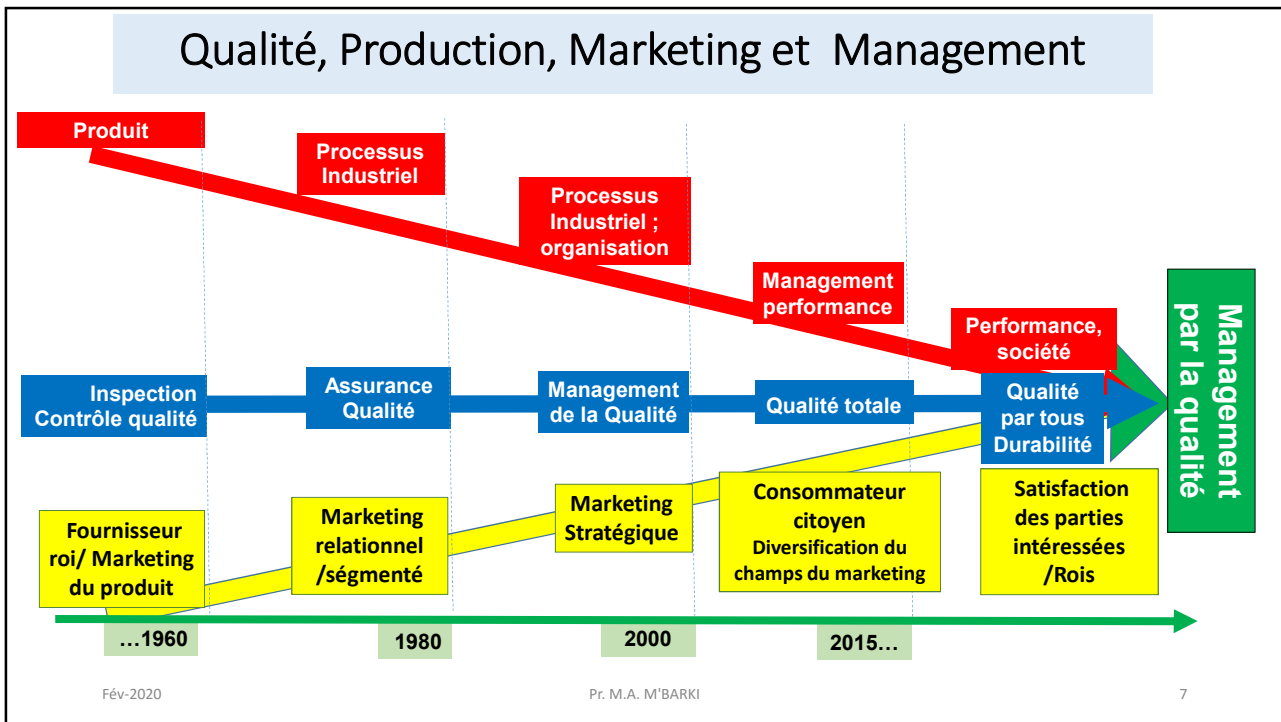 Qualité, Production, Marketing et Management
Produit
Processus
Industriel
Processus
Industriel ;
organisation
Management
performance
Performance,
société
Inspection
Contrôle qualité
Assurance
Qualité
Management
de la Qualité
Qualité totale
Qualité
par tous
Durabilité
Management
par la qualité
Fournisseur
roi/ Marketing
du produit
Marketing
relationnel
/ségmenté
Marketing
Stratégique
Consommateur
citoyen
Diversification du
champs du marketing
Satisfaction
des parties
intéressées
/Rois
…1960
1980
2000
2015…
Fév-2020
Pr. M.A. M'BARKI
7